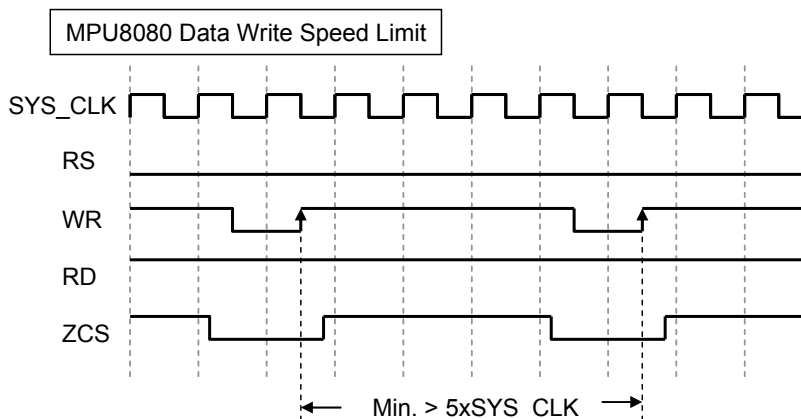 MPU8080 Data Write Speed Limit
SYS_CLK
RS
WR
RD
ZCS
Min. > 5xSYS_CLK